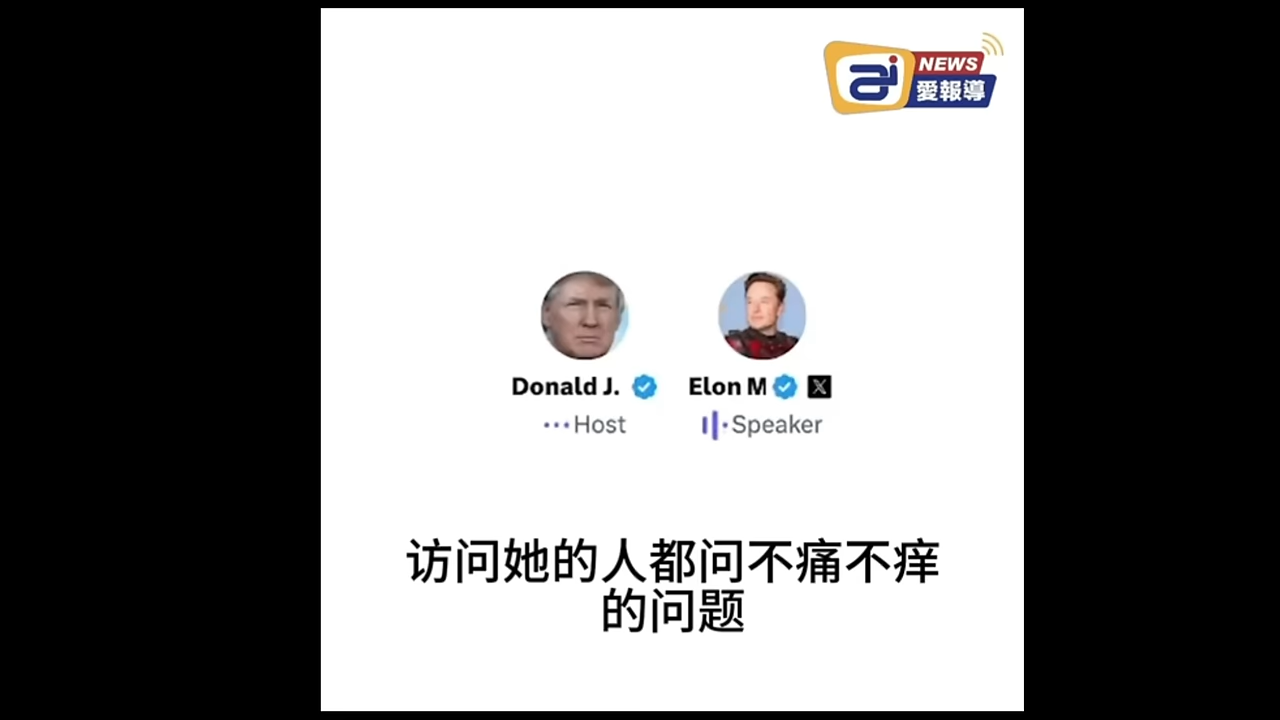 ai NEWS
愛報導
Donald J.
Elon M X
Host
Speaker
访问她的人都问不痛不痒
的问题